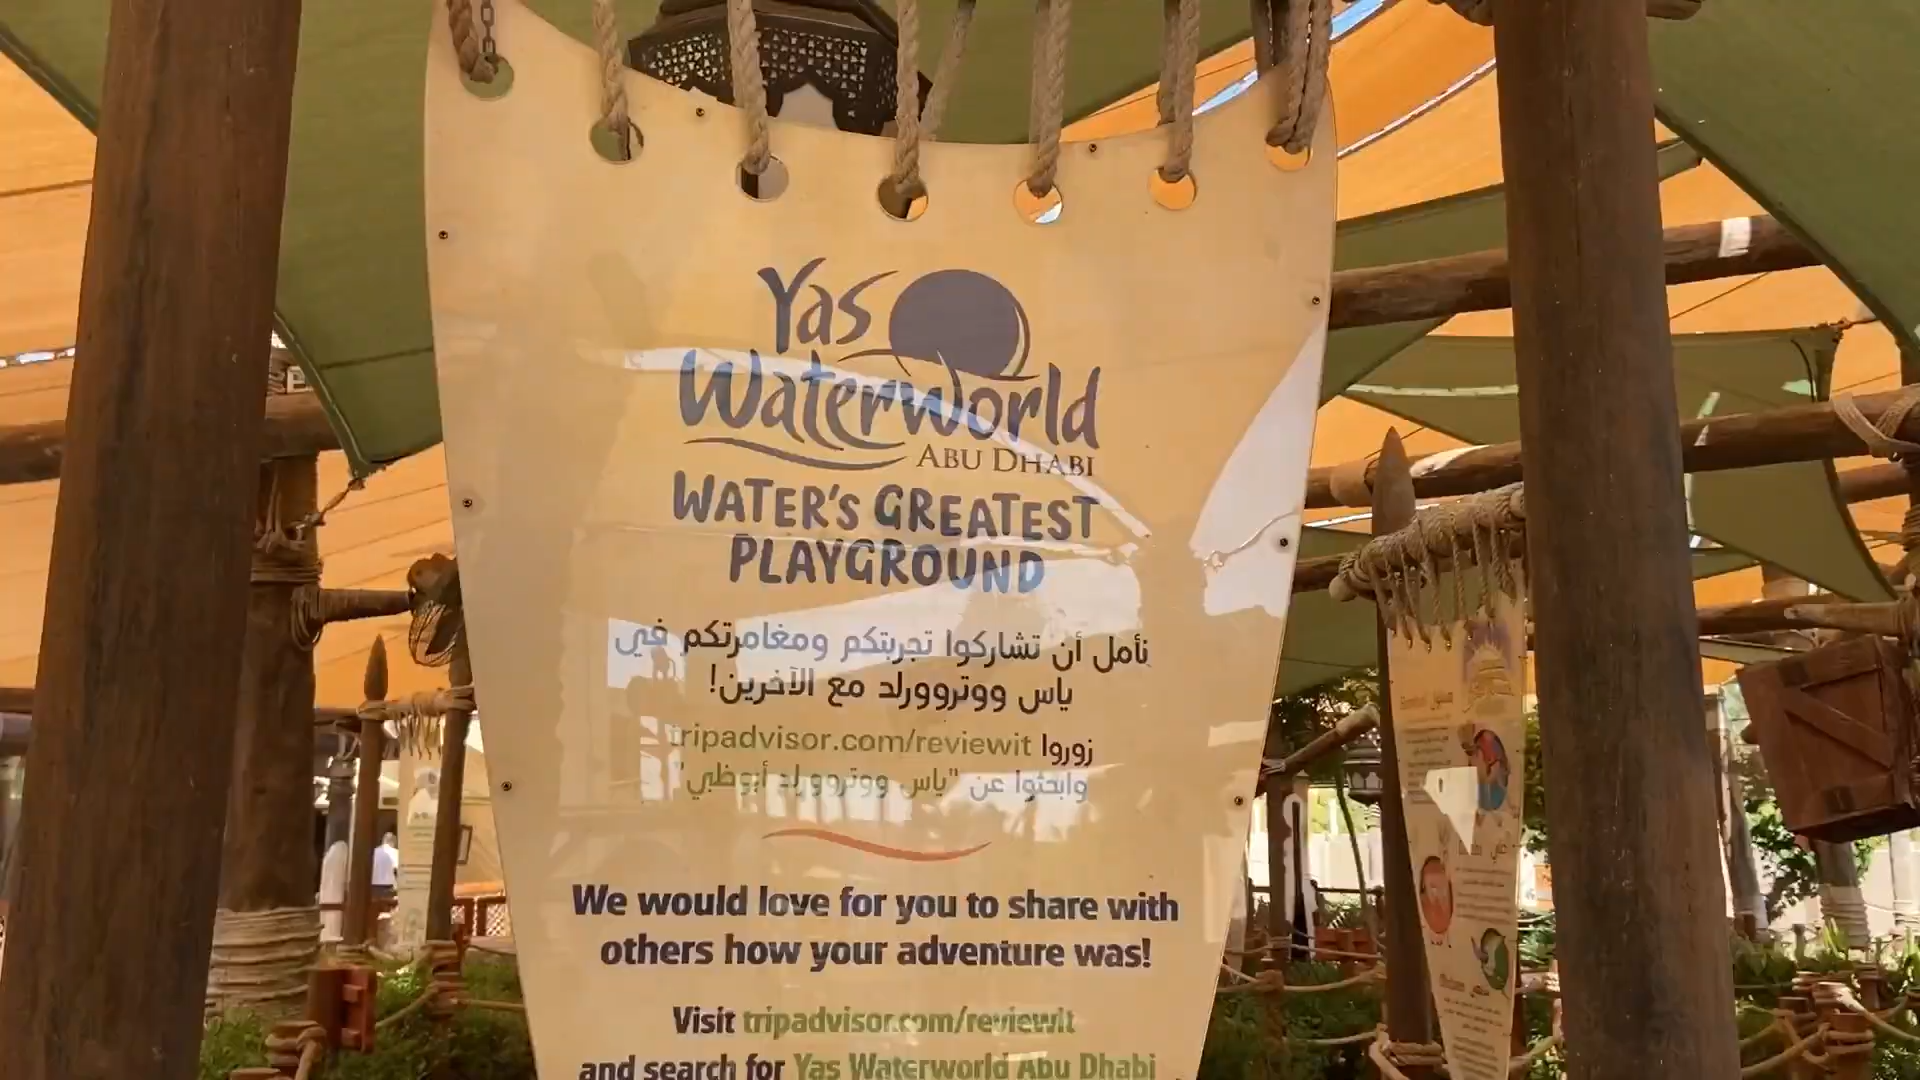 Yas
Waterworld
ABU DHABI
WATER'S GREATEST
PLAYGROUND
نأمل أن تشاركوا تجربتكم ومغامرتكم في
ياس ووتروورلد مع الآخرين!
زوروا tripadvisor.com/reviewit
وابحثوا عن "ياس ووتروورلد أبوظبي"
We would love for you to share with
others how your adventure was!
Visit tripadvisor.com/reviewit
and search for Yas Waterworld Abu Dhabi